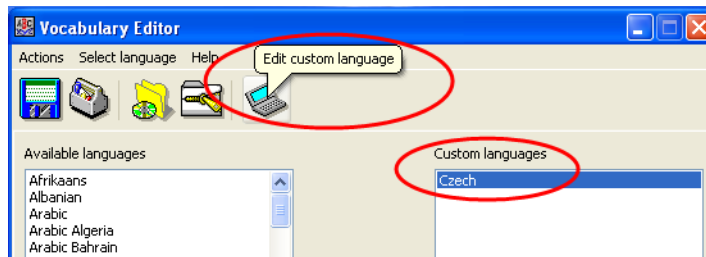 Vocabulary Editor
Actions Select language Help
Edit custom language
Available languages
Custom languages
Afrikaans
Albanian
Arabic
Arabic Algeria
Arabic Bahrain
Czech